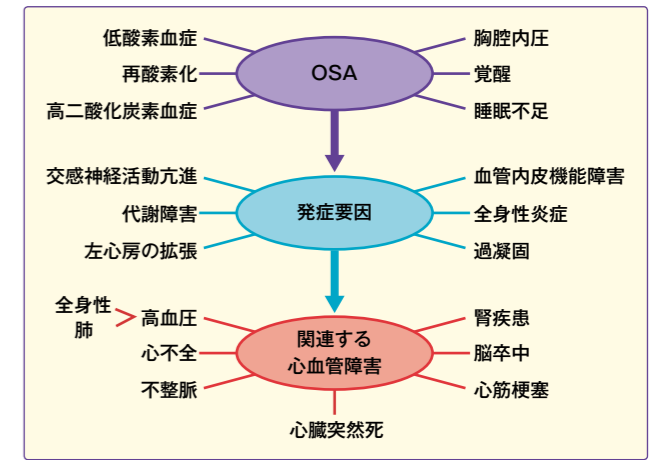 低酸素血症
再酸素化
高二酸化炭素血症
OSA
胸腔内圧
覚醒
睡眠不足
交感神経活動亢進
代謝障害
左心房の拡張
発症要因
血管内皮機能障害
全身性炎症
過凝固
全身性
肺
高血圧
心不全
不整脈
関連する
心血管障害
腎疾患
脳卒中
心筋梗塞
心臓突然死